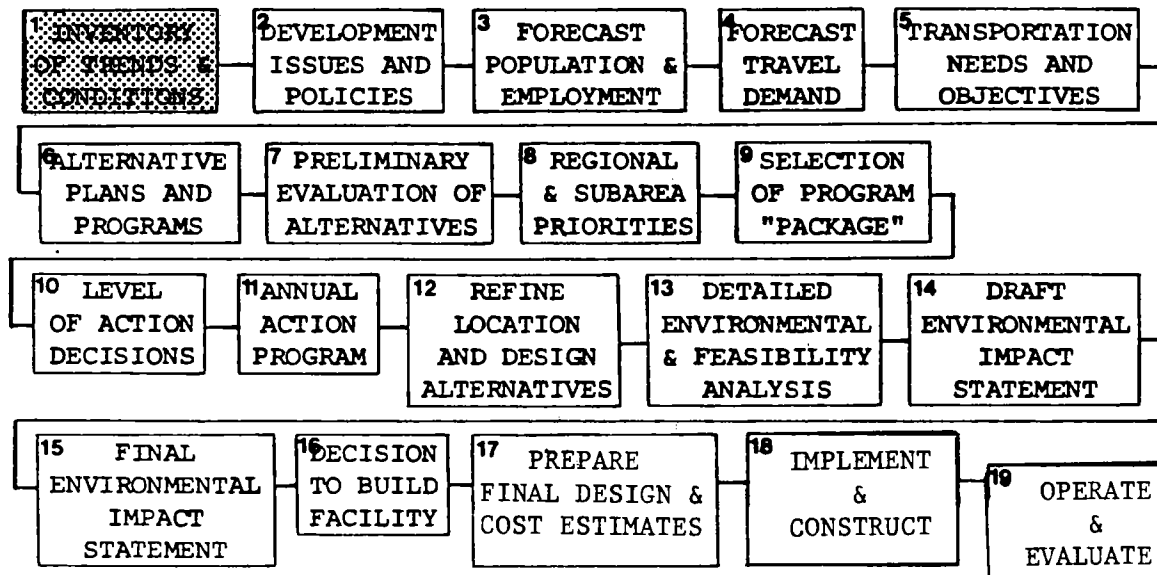 1 INVENTORY
OF TRENDS &
CONDITIONS
2 DEVELOPMENT
ISSUES AND
POLICIES
3 FORECAST
POPULATION &
EMPLOYMENT
4 FORECAST
TRAVEL
DEMAND
5 TRANSPORTATION
NEEDS AND
OBJECTIVES
6 ALTERNATIVE
PLANS AND
PROGRAMS
7 PRELIMINARY
EVALUATION OF
ALTERNATIVES
8 REGIONAL
& SUBAREA
PRIORITIES
9 SELECTION
OF PROGRAM
"PACKAGE"
10 LEVEL
OF ACTION
DECISIONS
11 ANNUAL
ACTION
PROGRAM
12 REFINE
LOCATION
AND DESIGN
ALTERNATIVES
13 DETAILED
ENVIRONMENTAL
& FEASIBILITY
ANALYSIS
14 DRAFT
ENVIRONMENTAL
IMPACT
STATEMENT
15 FINAL
ENVIRONMENTAL
IMPACT
STATEMENT
16 DECISION
TO BUILD
FACILITY
17 PREPARE
FINAL DESIGN &
COST ESTIMATES
18 IMPLEMENT
&
CONSTRUCT
19 OPERATE
&
EVALUATE